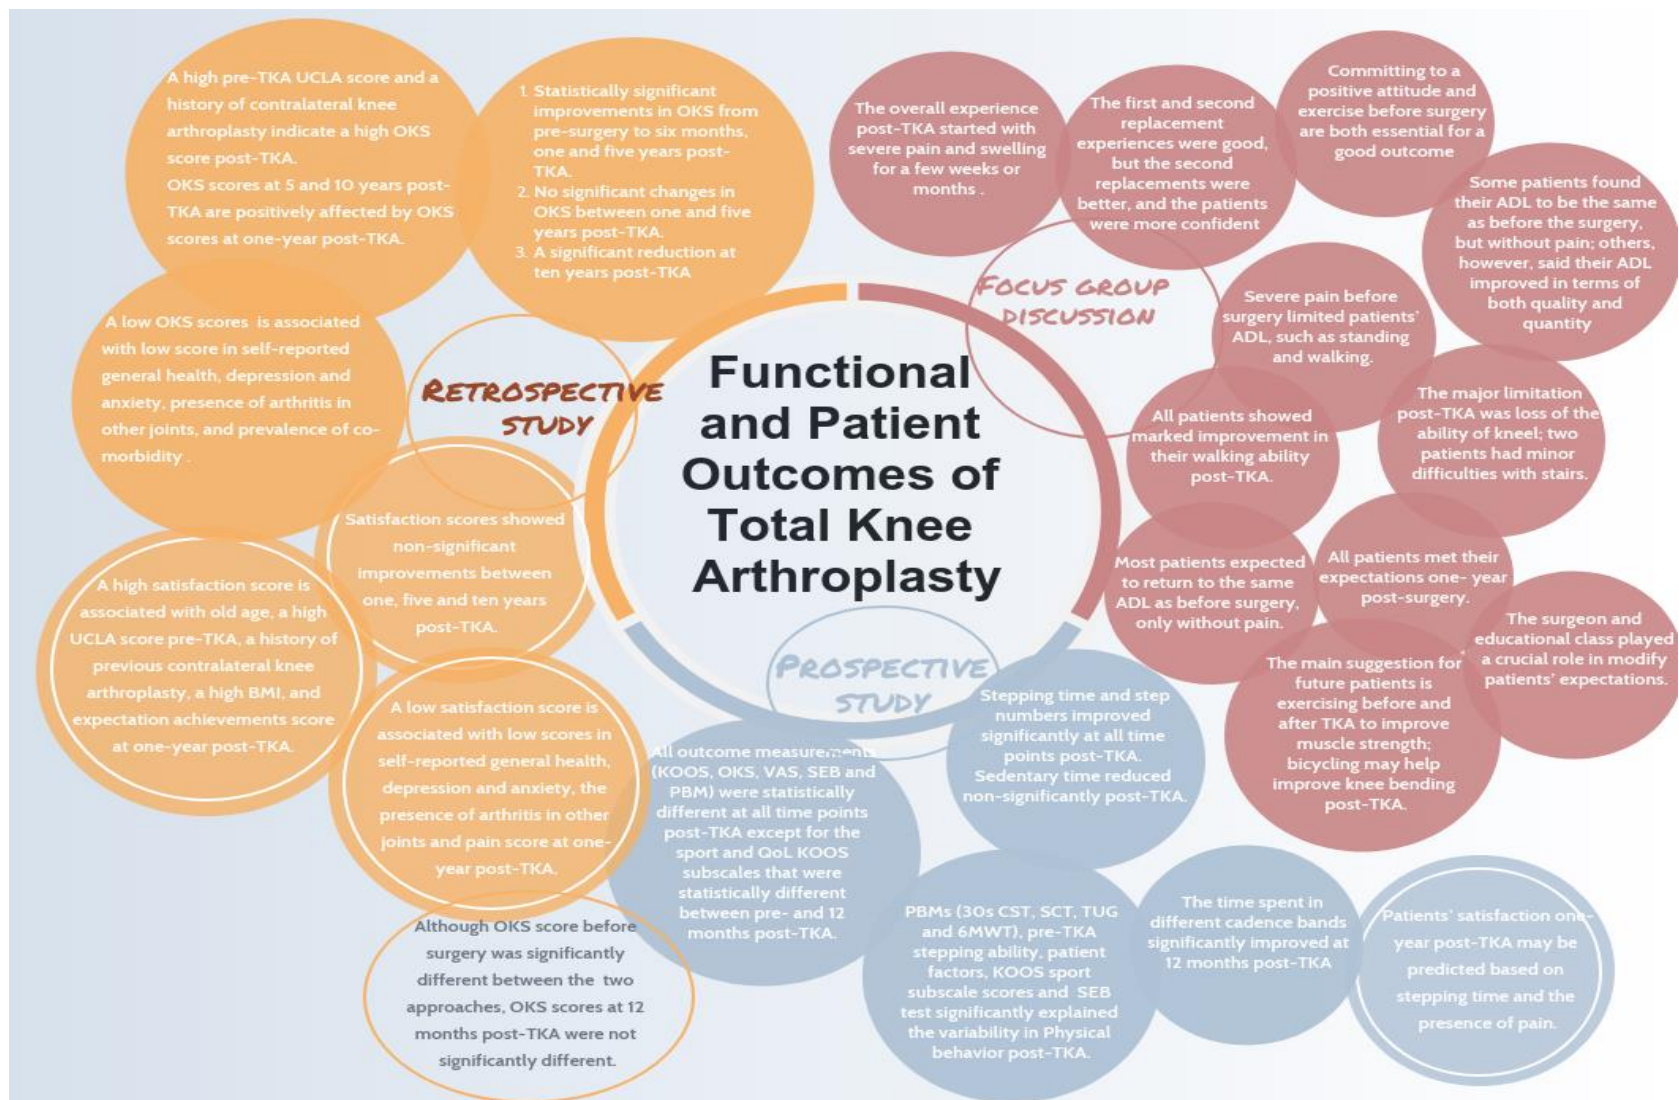 Functional
and Patient
Outcomes of
Total Knee
Arthroplasty
RETROSPECTIVE
STUDY
A high pre-TKA UCLA score and a
history of contralateral knee
arthroplasty indicate a high OKS
score post-TKA.
OKS scores at 5 and 10 years post-
TKA are positively affected by OKS
scores at one-year post-TKA.
1. Statistically significant
improvements in OKS from
pre-surgery to six months,
one and five years post-
TKA.
2. No significant changes in
OKS between one and five
years post-TKA.
3. A significant reduction at
ten years post-TKA
A low OKS scores is associated
with low score in self-reported
general health, depression and
anxiety, presence of arthritis in
other joints, and prevalence of co-
morbidity .
Satisfaction scores showed
non-significant
improvements between
one, five and ten years
post-TKA.
A high satisfaction score is
associated with old age, a high
UCLA score pre-TKA, a history of
previous contralateral knee
arthroplasty, a high BMI, and
expectation achievements score
at one-year post-TKA.
A low satisfaction score is
associated with low scores in
self-reported general health,
depression and anxiety, the
presence of arthritis in other
joints and pain score at one-
year post-TKA.
Although OKS score before
surgery was significantly
different between the two
approaches, OKS scores at 12
months post-TKA were not
significantly different.
FOCUS GROUP
DISCUSSION
The overall experience
post-TKA started with
severe pain and swelling
for a few weeks or
months .
The first and second
replacement
experiences were good,
but the second
replacements were
better, and the patients
were more confident
Committing to a
positive attitude and
exercise before surgery
are both essential for a
good outcome
Some patients found
their ADL to be the same
as before the surgery,
but without pain; others,
however, said their ADL
improved in terms of
both quality and
quantity
Severe pain before
surgery limited patients'
ADL, such as standing
and walking.
All patients showed
marked improvement in
their walking ability
post-TKA.
The major limitation
post-TKA was loss of the
ability of kneel; two
patients had minor
difficulties with stairs.
Most patients expected
to return to the same
ADL as before surgery,
only without pain.
All patients met their
expectations one- year
post-surgery.
The surgeon and
educational class played
a crucial role in modify
patients' expectations.
The main suggestion for
future patients is
exercising before and
after TKA to improve
muscle strength;
bicycling may help
improve knee bending
post-TKA.
PROSPECTIVE
STUDY
Stepping time and step
numbers improved
significantly at all time
points post-TKA.
Sedentary time reduced
non-significantly post-TKA.
All outcome measurements
(KOOS, OKS, VAS, SEB and
PBM) were statistically
different at all time points
post-TKA except for the
sport and QoL KOOS
subscales that were
statistically different
between pre- and 12
months post-TKA.
PBMs (30s CST, SCT, TUG
and 6MWT), pre-TKA
stepping ability, patient
factors, KOOS sport
subscale scores and SEB
test significantly explained
the variability in Physical
behavior post-TKA.
The time spent in
different cadence bands
significantly improved at
12 months post-TKA
Patients' satisfaction one-
year post-TKA may be
predicted based on
stepping time and the
presence of pain.